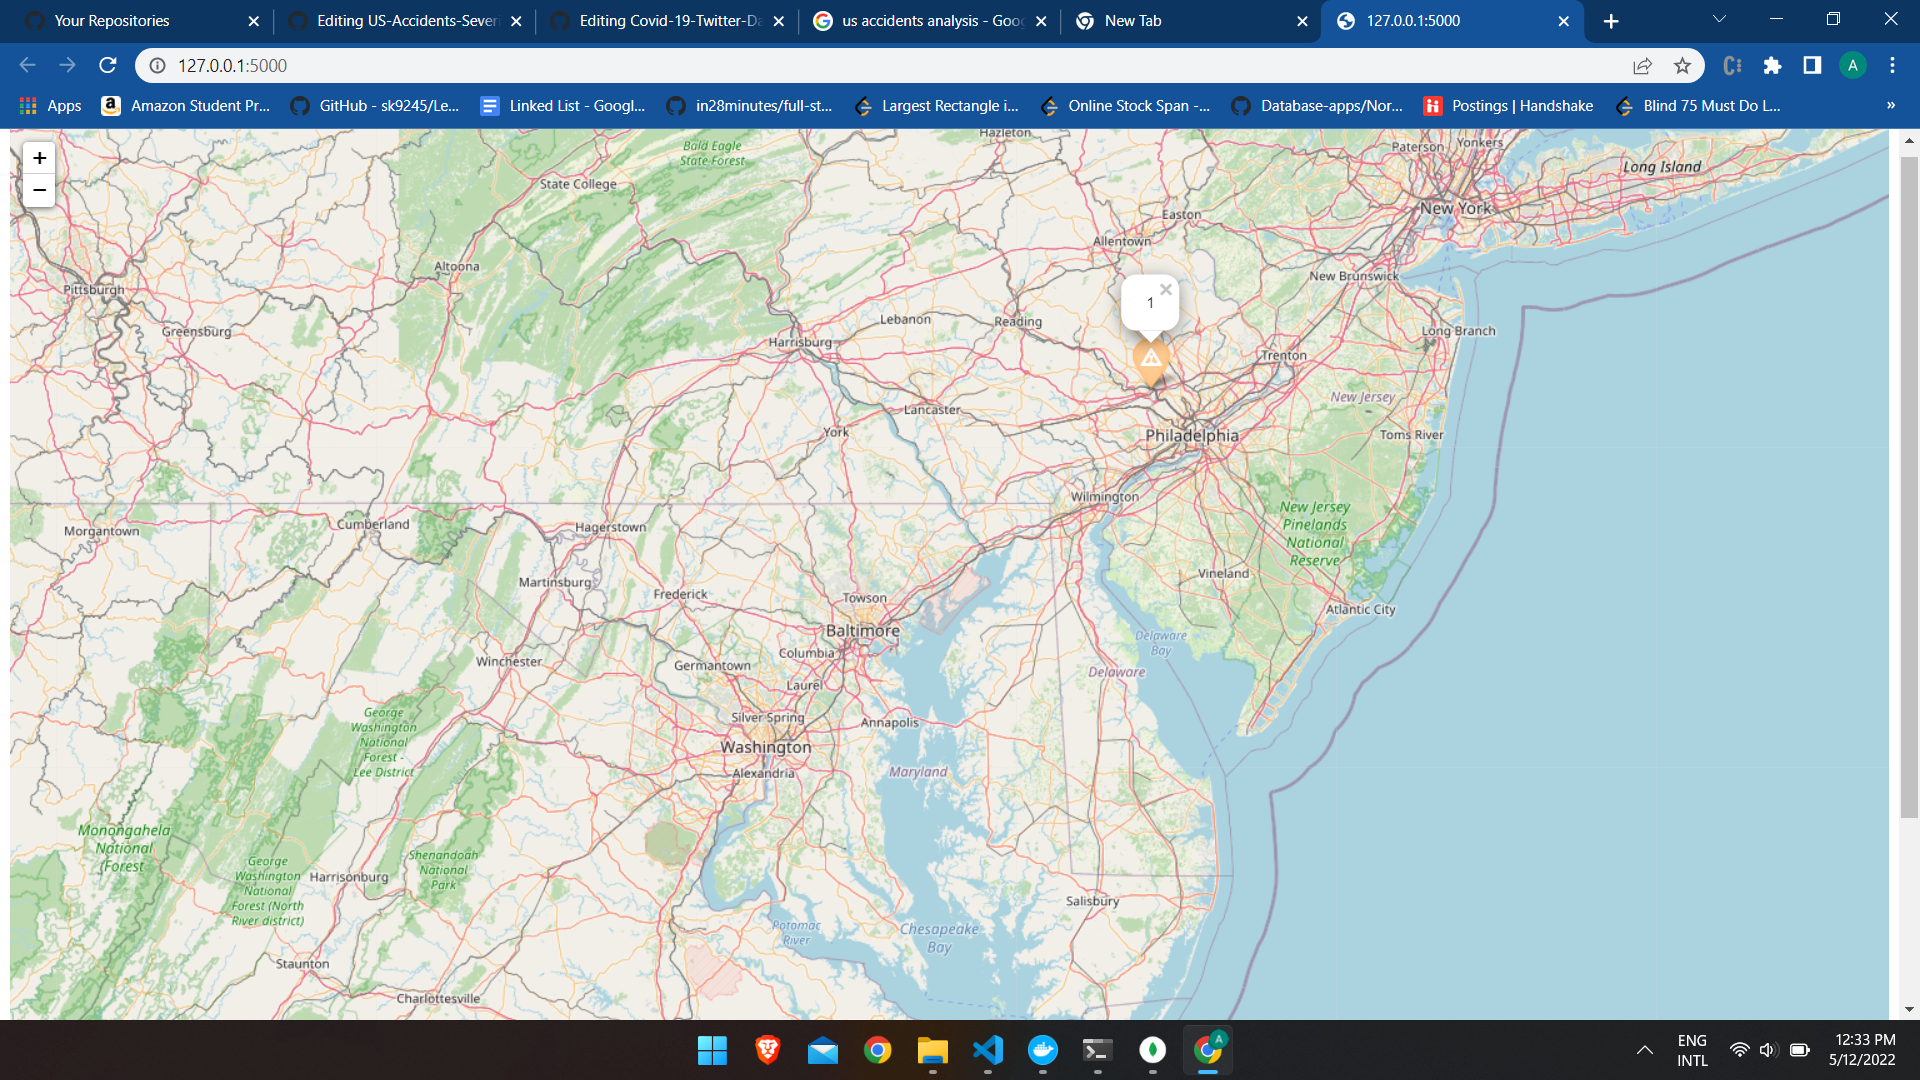 Your Repositories
Editing US-Accidents-Sever
Editing Covid-19-Twitter-Da
us accidents analysis - Goog
New Tab
127.0.0.1:5000
127.0.0.1:5000
A
Apps
Amazon Student Pr...
GitHub - sk9245/Le...
Linked List - Googl...
in28minutes/full-st...
Largest Rectangle i...
Online Stock Span -...
Database-apps/Nor...
Postings | Handshake
Blind 75 Must Do L...
»
+
−
Hazleton
Bald Eagle
State Forest
State College
Paterson
Yonkers
Long Island
New York
Easton
Allentown
Altoona
New Brunswick
Pittsburgh
1
Greensburg
Lebanon
Reading
Long Branch
Harrisburg
Trenton
New Jersey
Lancaster
York
Philadelphia
Toms River
Wilmington
Morgantown
Cumberland
Hagerstown
New Jersey
Pinelands
National
Reserve
Martinsburg
Frederick
Vineland
Towson
Atlantic City
Baltimore
Delaware
Bay
Columbia
Winchester
Germantown
Delaware
Laurel
George
Washington
National
Forest -
Lee District
Silver Spring
Annapolis
Washington
Alexandria
Maryland
Monongahela
National
Forest
George
Washington
National
Forest (North
River district)
Harrisonburg
Shenandoah
National
Park
Salisbury
Potomac
River
Chesapeake
Bay
Staunton
Charlottesville
A
ENG
INTL
12:33 PM
5/12/2022